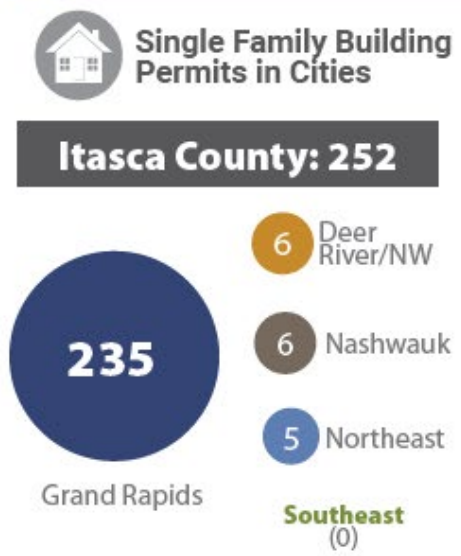 Single Family Building
Permits in Cities
Itasca County: 252
235
Grand Rapids
6
Deer
River/NW
6
Nashwauk
5
Northeast
Southeast
(0)